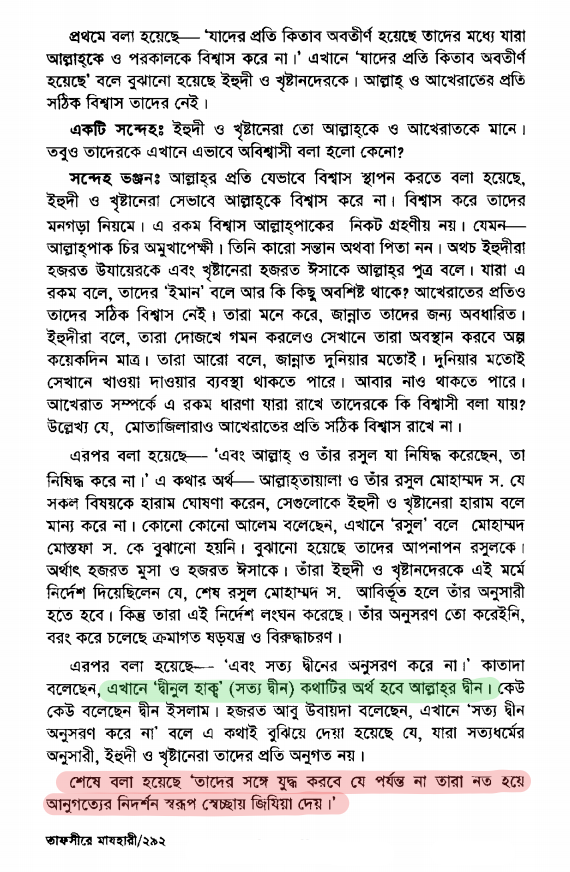 প্রথমে বলা হয়েছে— ‘যাদের প্রতি কিতাব অবতীর্ণ হয়েছে তাদের মধ্যে যারা
আল্লাহ্‌কে ও পরকালকে বিশ্বাস করে না।’ এখানে ‘যাদের প্রতি কিতাব অবতীর্ণ
হয়েছে’ বলে বুঝানো হয়েছে ইহুদী ও খৃষ্টানদেরকে। আল্লাহ্ ও আখেরাতের প্রতি
সঠিক বিশ্বাস তাদের নেই।
একটি সন্দেহঃ ইহুদী ও খৃষ্টানেরা তো আল্লাহ্‌কে ও আখেরাতকে মানে।
তবুও তাদেরকে এখানে এভাবে অবিশ্বাসী বলা হলো কেনো?
সন্দেহ ভঞ্জনঃ আল্লাহ্‌র প্রতি যেভাবে বিশ্বাস স্থাপন করতে বলা হয়েছে,
ইহুদী ও খৃষ্টানেরা সেভাবে আল্লাহ্‌কে বিশ্বাস করে না। বিশ্বাস করে তাদের
মনগড়া নিয়মে। এ রকম বিশ্বাস আল্লাহ্‌পাকের নিকট গ্রহণীয় নয়। যেমন—
আল্লাহ্‌পাক চির অমুখাপেক্ষী। তিনি কারো সন্তান অথবা পিতা নন। অথচ ইহুদীরা
হজরত উযায়েরকে এবং খৃষ্টানেরা হজরত ঈসাকে আল্লাহ্‌র পুত্র বলে। যারা এ
রকম বলে, তাদের ‘ইমান’ বলে আর কি কিছু অবশিষ্ট থাকে? আখেরাতের প্রতিও
তাদের সঠিক বিশ্বাস নেই। তারা মনে করে, জান্নাত তাদের জন্য অবধারিত।
ইহুদীরা বলে, তারা দোজখে গমন করলেও সেখানে তারা অবস্থান করবে অল্প
কয়েকদিন মাত্র। তারা আরো বলে, জান্নাত দুনিয়ার মতোই। দুনিয়ার মতোই
সেখানে খাওয়া দাওয়ার ব্যবস্থা থাকতে পারে। আবার নাও থাকতে পারে।
আখেরাত সম্পর্কে এ রকম ধারণা যারা রাখে তাদেরকে কি বিশ্বাসী বলা যায়?
উল্লেখ্য যে, মোতাজিলারাও আখেরাতের প্রতি সঠিক বিশ্বাস রাখে না।
এরপর বলা হয়েছে— ‘এবং আল্লাহ্ ও তাঁর রসুল যা নিষিদ্ধ করেছেন, তা
নিষিদ্ধ করে না।’ এ কথার অর্থ— আল্লাহ্‌তায়ালা ও তাঁর রসুল মোহাম্মদ স. যে
সকল বিষয়কে হারাম ঘোষণা করেন, সেগুলোকে ইহুদী ও খৃষ্টানেরা হারাম বলে
মান্য করে না। কোনো কোনো আলেম বলেছেন, এখানে ‘রসুল’ বলে মোহাম্মদ
মোস্তফা স. কে বুঝানো হয়নি। বুঝানো হয়েছে তাদের আপনাপন রসুলকে।
অর্থাৎ হজরত মুসা ও হজরত ঈসাকে। তাঁরা ইহুদী ও খৃষ্টানদেরকে এই মর্মে
নির্দেশ দিয়েছিলেন যে, শেষ রসুল মোহাম্মদ স. আবির্ভূত হলে তাঁর অনুসারী
হতে হবে। কিন্তু তারা এই নির্দেশ লংঘন করেছে। তাঁর অনুসরণ তো করেইনি,
বরং করে চলেছে ক্রমাগত ষড়যন্ত্র ও বিরুদ্ধাচরণ।
এরপর বলা হয়েছে— ‘এবং সত্য দ্বীনের অনুসরণ করে না।’ কাতাদা
বলেছেন, এখানে ‘দ্বীনুল হাক্ব’ (সত্য দ্বীন) কথাটির অর্থ হবে আল্লাহ্‌র দ্বীন। কেউ
কেউ বলেছেন দ্বীন ইসলাম। হজরত আবু উবায়দা বলেছেন, এখানে ‘সত্য দ্বীন
অনুসরণ করে না’ বলে এ কথাই বুঝিয়ে দেয়া হয়েছে যে, যারা সত্যধর্মের
অনুসারী, ইহুদী ও খৃষ্টানেরা তাদের প্রতি অনুগত নয়।
শেষে বলা হয়েছে ‘তাদের সঙ্গে যুদ্ধ করবে যে পর্যন্ত না তারা নত হয়ে
আনুগত্যের নিদর্শন স্বরূপ স্বেচ্ছায় জিযিয়া দেয়।’
তাফসীরে মাযহারী/২৯২